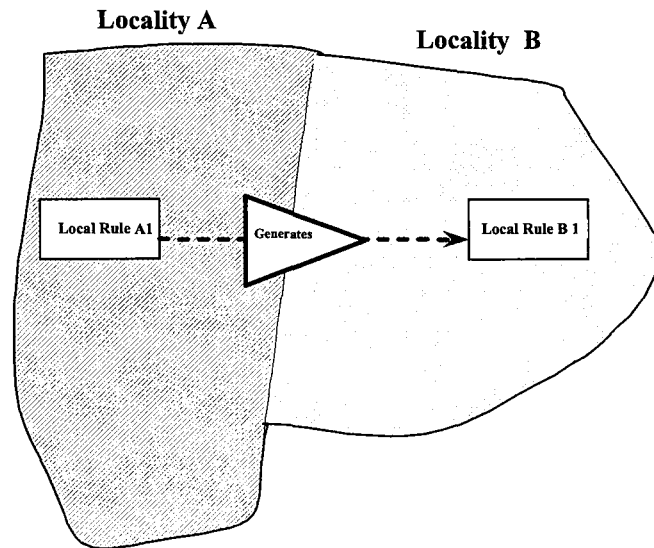 Locality A
Locality B
Local Rule A1
Generates
Local Rule B 1